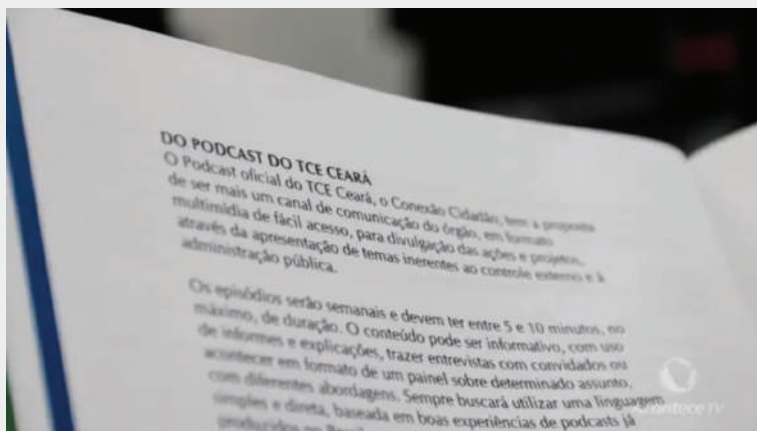 DO PODCAST DO TCE CEARÁ
O Podcast oficial do TCE Ceará, o Conexão Cidadão, tem a proposta
de ser mais um canal de comunicação do órgão, em formato
multimídia de fácil acesso, para divulgação das ações e projetos,
através da apresentação de temas inerentes ao controle externo e à
administração pública.
Os episódios serão semanais e devem ter entre 5 e 10 minutos, no
máximo, de duração. O conteúdo pode ser informativo, com uso
de informes e explicações, trazer entrevistas com convidados ou
acontecer em formato de um painel sobre determinado assunto,
com diferentes abordagens. Sempre buscará utilizar uma linguagem
simples e direta, baseada em boas experiências de podcasts já
produzidos no
Acontece TV